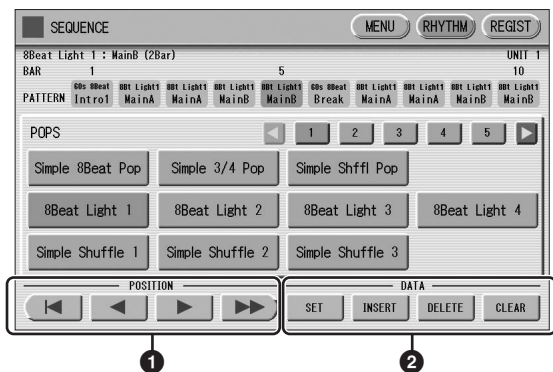 SEQUENCE MENU RHYTHM REGIST
8Beat Light 1 : MainB (2Bar) UNIT 1
BAR 1 5 10
60s 8Beat 8Bt Light1 8Bt Light1 8Bt Light1 8Bt Light1 60s 8Beat 8Bt Light1 8Bt Light1 8Bt Light1 8Bt Light1
PATTERN Intro1 MainA MainA MainB MainB Break MainA MainA MainB MainB
POPS 1 2 3 4 5
Simple 8Beat Pop Simple 3/4 Pop Simple Shffl Pop
8Beat Light 1 8Beat Light 2 8Beat Light 3 8Beat Light 4
Simple Shuffle 1 Simple Shuffle 2 Simple Shuffle 3
POSITION DATA
SET INSERT DELETE CLEAR
1 2